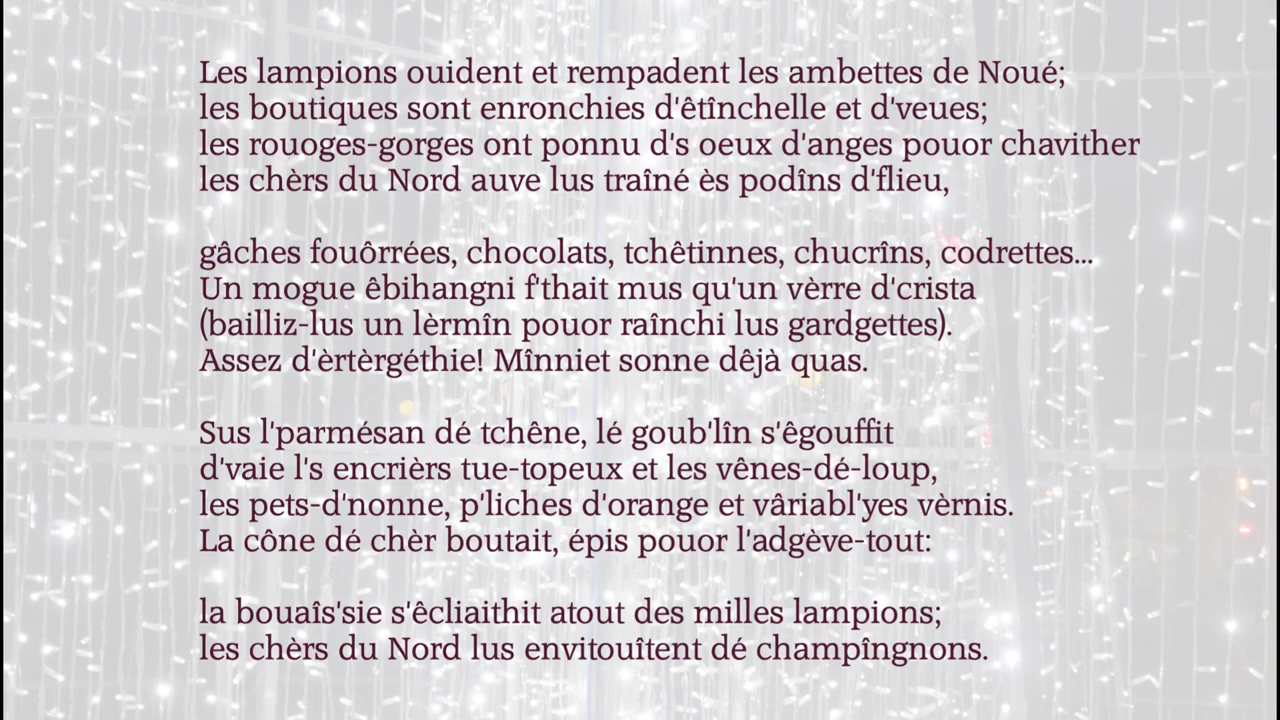 Les lampions ouident et rempadent les ambettes de Noué;
les boutiques sont enronchies d'êtînchelle et d'veues;
les rouoges-gorges ont ponnu d's oeux d'anges pouor chavither
les chèrs du Nord auve lus traîné ès podîns d'flieu,
gâches fouôrrées, chocolats, tchêtinnes, chucrîns, codrettes...
Un mogue êbihangni f'thait mus qu'un vèrre d'crista
(bailliz-lus un lèrmîn pouor raînchi lus gardgettes).
Assez d'èrtèrgéthie! Mînniet sonne dêjà quas.
Sus l'parmésan dé tchêne, lé goub'lîn s'êgouffit
d'vaie l's encrièrs tue-topeux et les vênes-dé-loup,
les pets-d'nonne, p'liches d'orange et vâriabl'yes vèrnis.
La cône dé chèr boutait, épis pouor l'adgève-tout:
la bouaîs'sie s'êcliaithit atout des milles lampions;
les chèrs du Nord lus envitouîtent dé champîngnons.